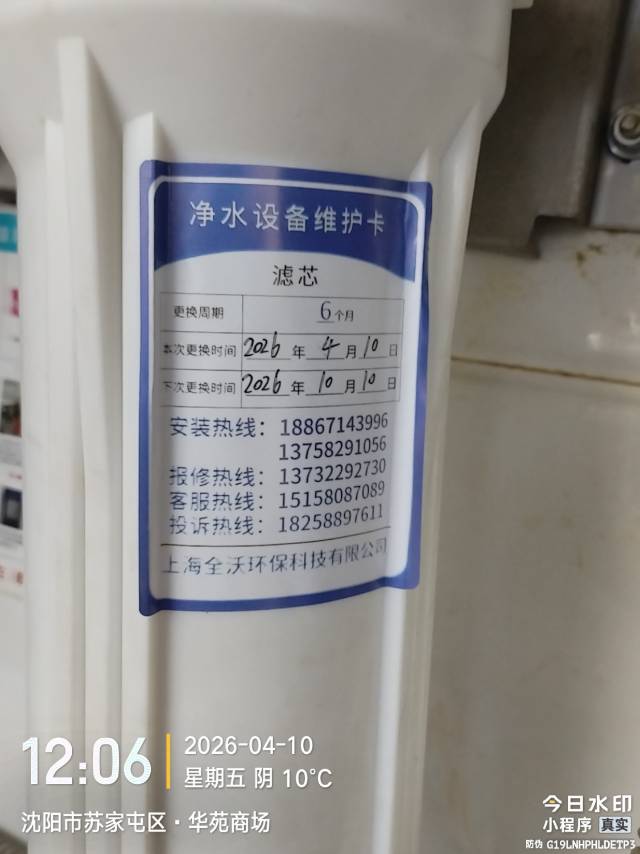 净水设备维护卡
滤芯
更换周期 6个月
本次更换时间 2026年4月10日
下次更换时间 2026年10月10日
安装热线：18867143996
13758291056
报修热线：13732292730
客服热线：15158087089
投诉热线：18258897611
上海全沃环保科技有限公司
12:06
2026-04-10
星期五 阴 10℃
沈阳市苏家屯区·华苑商场
今日水印
小程序 真实
防伪 G19LNHPHLDETP3